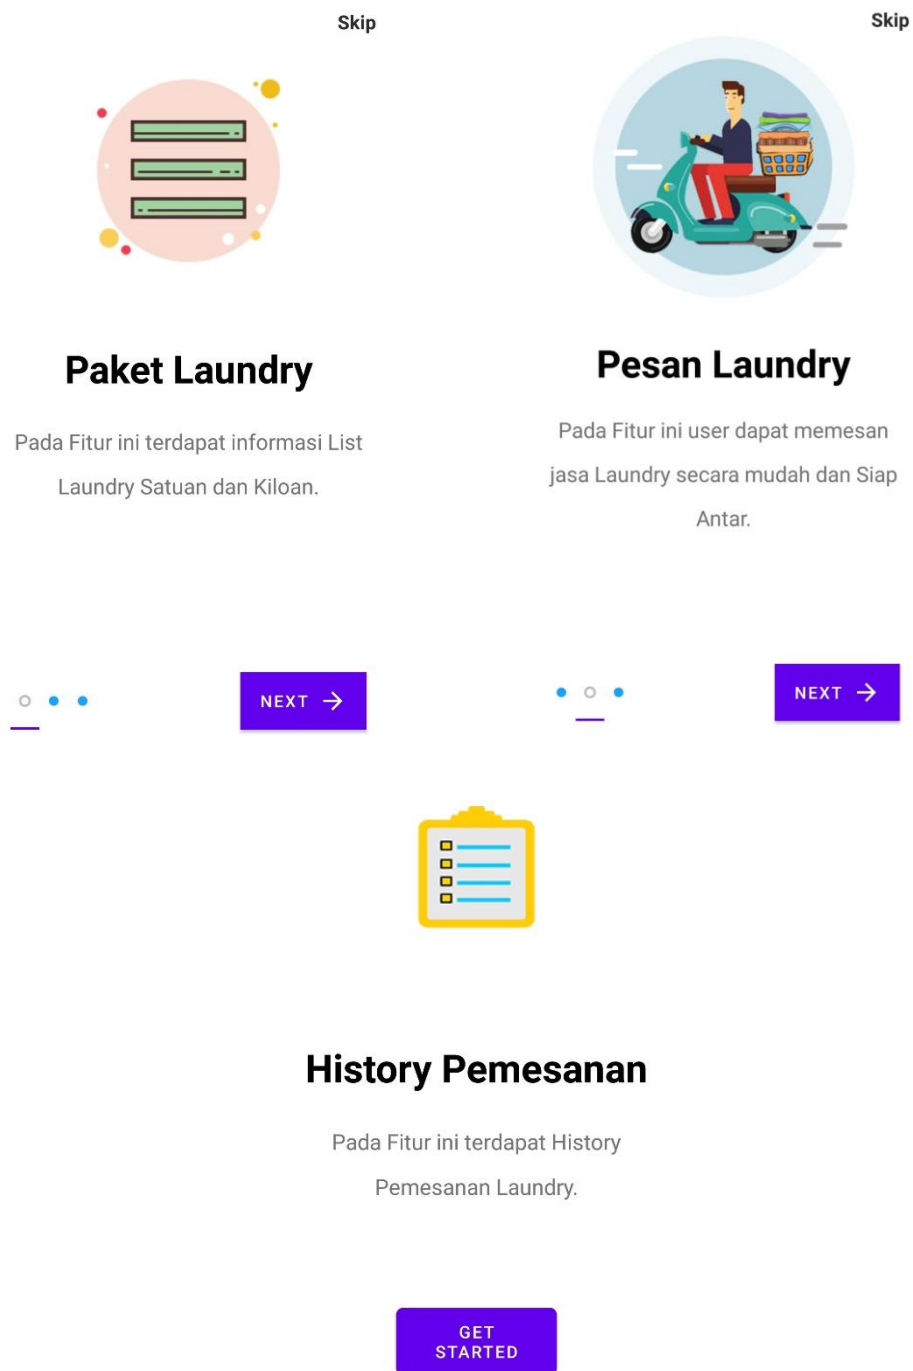 Skip
Paket Laundry
Pada Fitur ini terdapat informasi List
Laundry Satuan dan Kiloan.
NEXT
Skip
Pesan Laundry
Pada Fitur ini user dapat memesan
jasa Laundry secara mudah dan Siap
Antar.
NEXT
History Pemesanan
Pada Fitur ini terdapat History
Pemesanan Laundry.
GET
STARTED